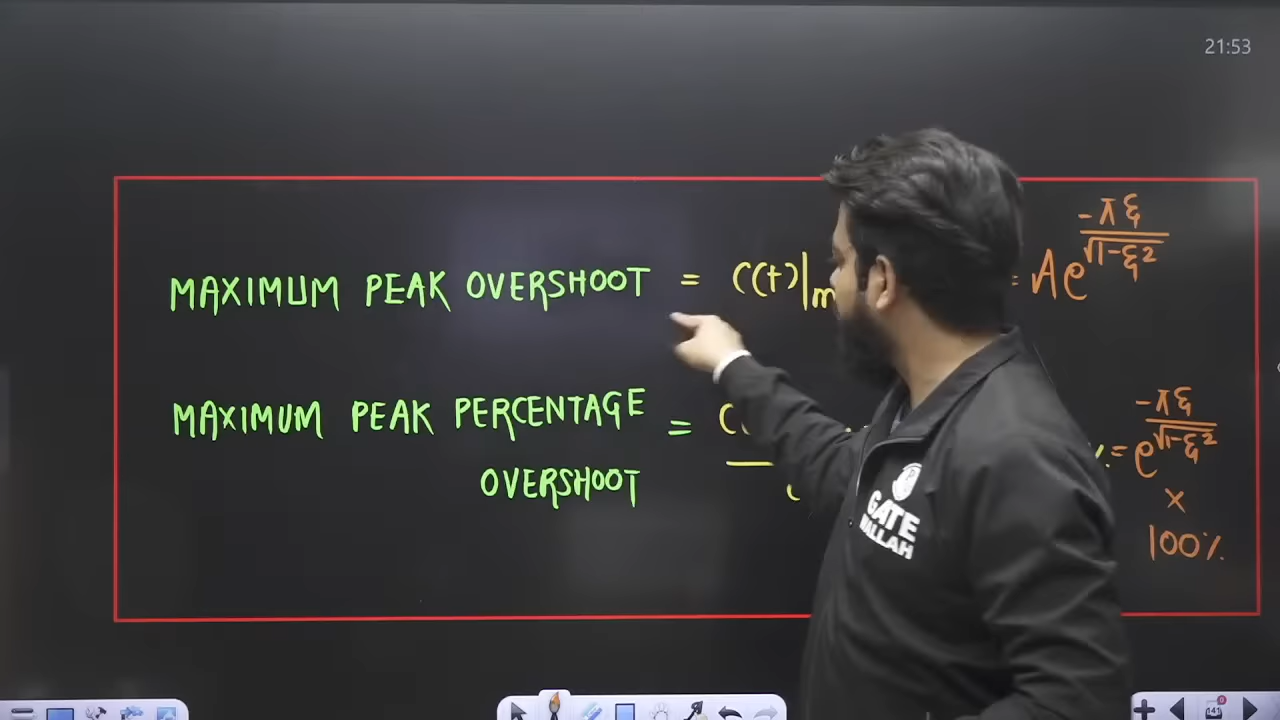 21:53
MAXIMUM PEAK OVERSHOOT = C(t)|m = Ae^(-πξ/√(1-ξ²))
MAXIMUM PEAK PERCENTAGE = C
OVERSHOOT
% = e^(-πξ/√(1-ξ²))
×
100%
GATE
WALLAH
141